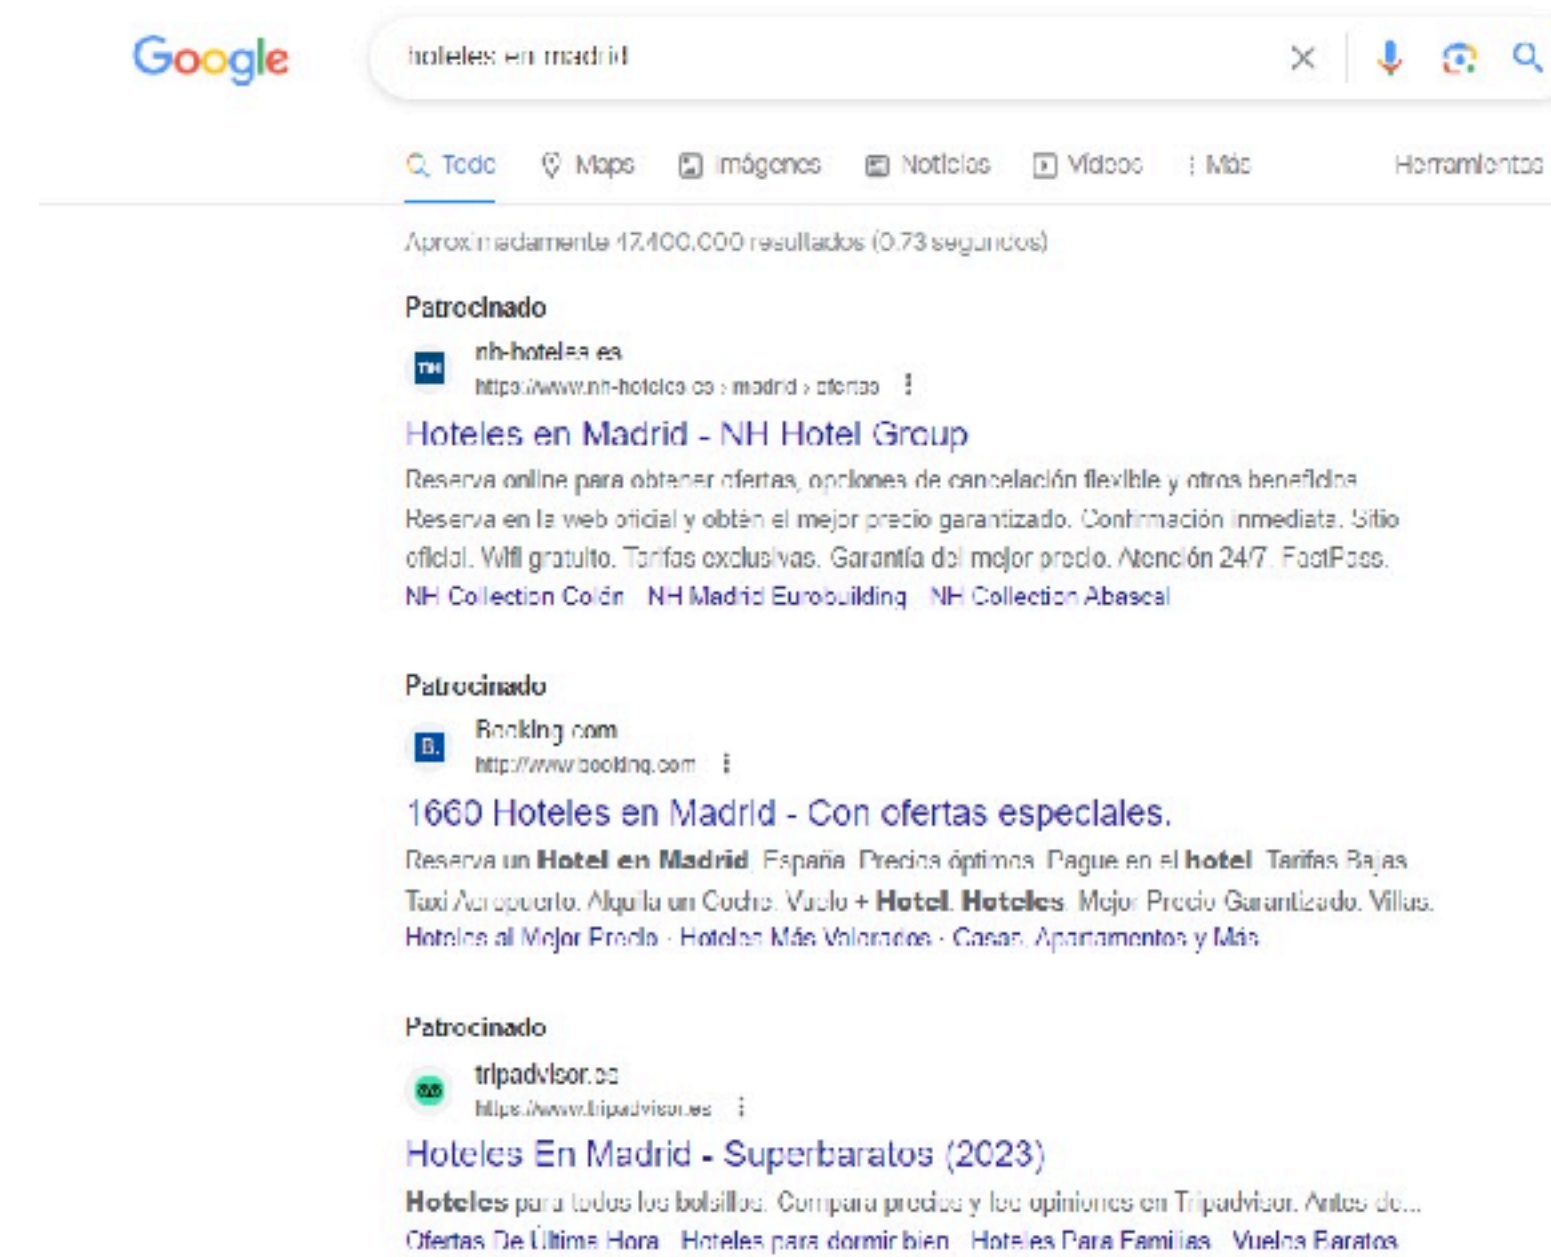 Google
hoteles en madrid
Todo Maps Imágenes Noticias Vídeos Más Herramientas
Aproximadamente 47.400.000 resultados (0,73 segundos)
Patrocinado
nh-hoteles.es
https://www.nh-hoteles.es › madrid › ofertas
Hoteles en Madrid - NH Hotel Group
Reserva online para obtener ofertas, opciones de cancelación flexible y otros beneficios
Reserva en la web oficial y obtén el mejor precio garantizado. Confirmación inmediata. Sitio
oficial. Wifi gratuito. Tarifas exclusivas. Garantía del mejor precio. Atención 24/7. FastPass.
NH Collection Colón · NH Madrid Eurobuilding · NH Collection Abascal
Patrocinado
B.
Booking.com
http://www.booking.com
1660 Hoteles en Madrid - Con ofertas especiales.
Reserva un Hotel en Madrid, España. Precios óptimos. Pague en el hotel. Tarifas Bajas.
Taxi Aeropuerto. Alquila un Coche. Vuelo + Hotel. Hoteles. Mejor Precio Garantizado. Villas.
Hoteles al Mejor Precio · Hoteles Más Valorados · Casas, Apartamentos y Más
Patrocinado
tripadvisor.es
https://www.tripadvisor.es
Hoteles En Madrid - Superbaratos (2023)
Hoteles para todos los bolsillos. Compara precios y lee opiniones en Tripadvisor. Antes de...
Ofertas De Última Hora · Hoteles para dormir bien · Hoteles Para Familias · Vuelos Baratos